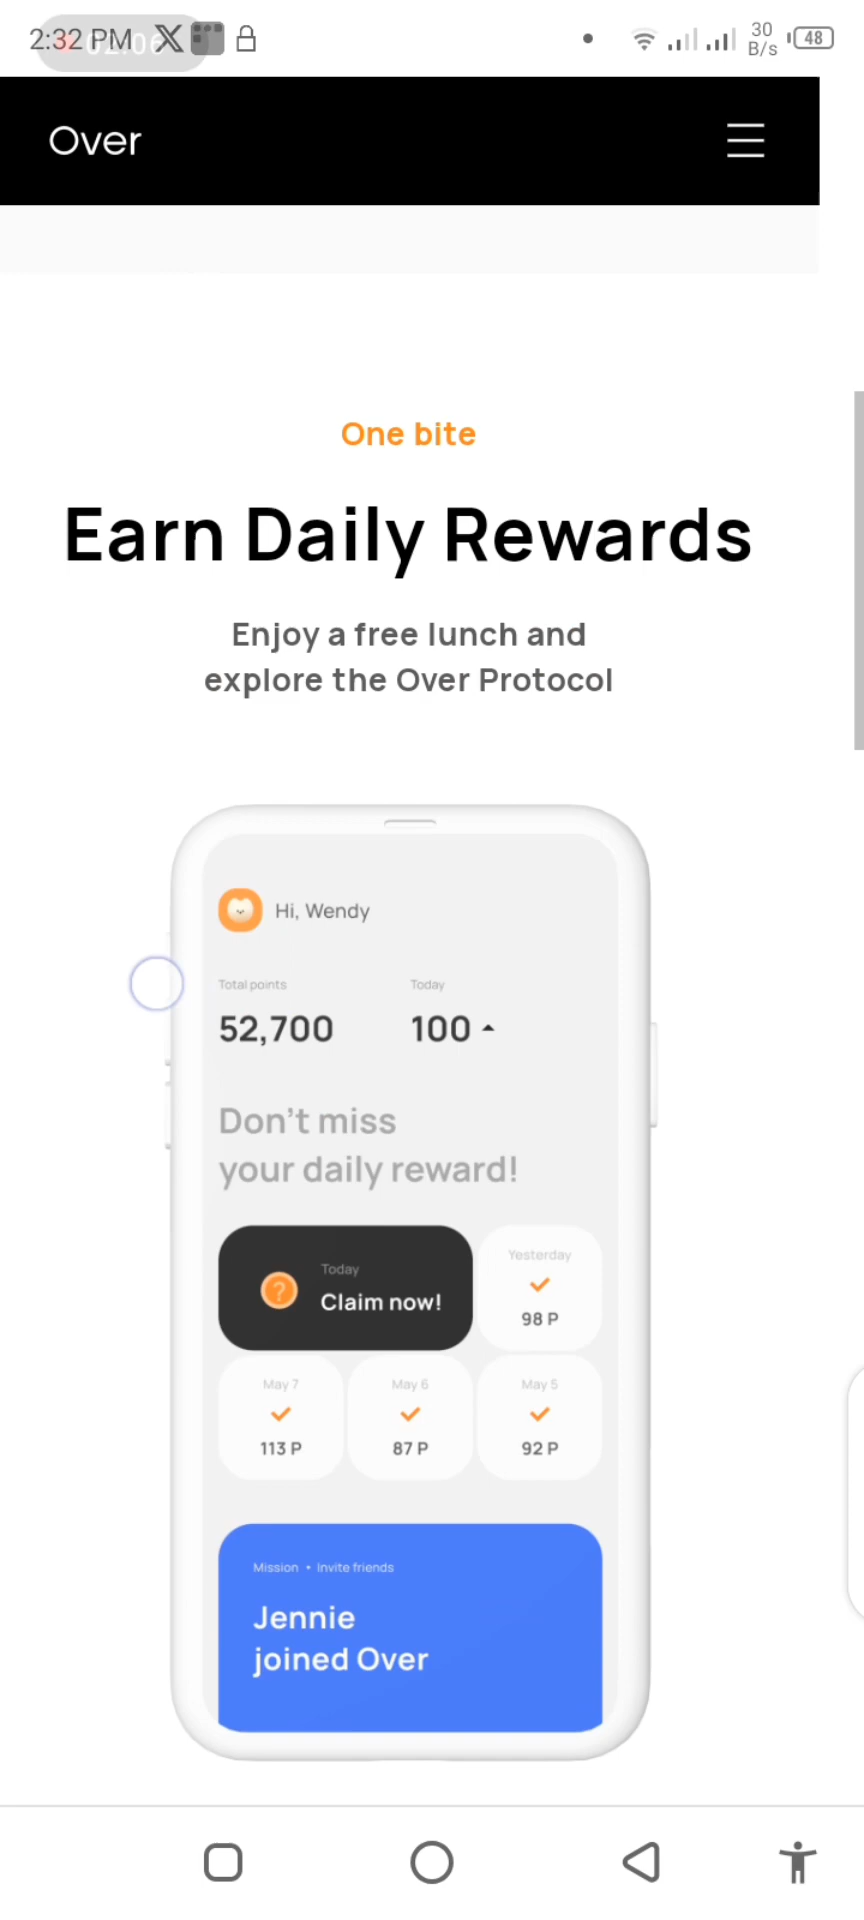 2:32 PM
30
B/s
48
Over
One bite
Earn Daily Rewards
Enjoy a free lunch and
explore the Over Protocol
Hi, Wendy
Total points
Today
52,700
100
Don't miss
your daily reward!
Today
Claim now!
Yesterday
98 P
May 7
113 P
May 6
87 P
May 5
92 P
Mission • Invite friends
Jennie
joined Over